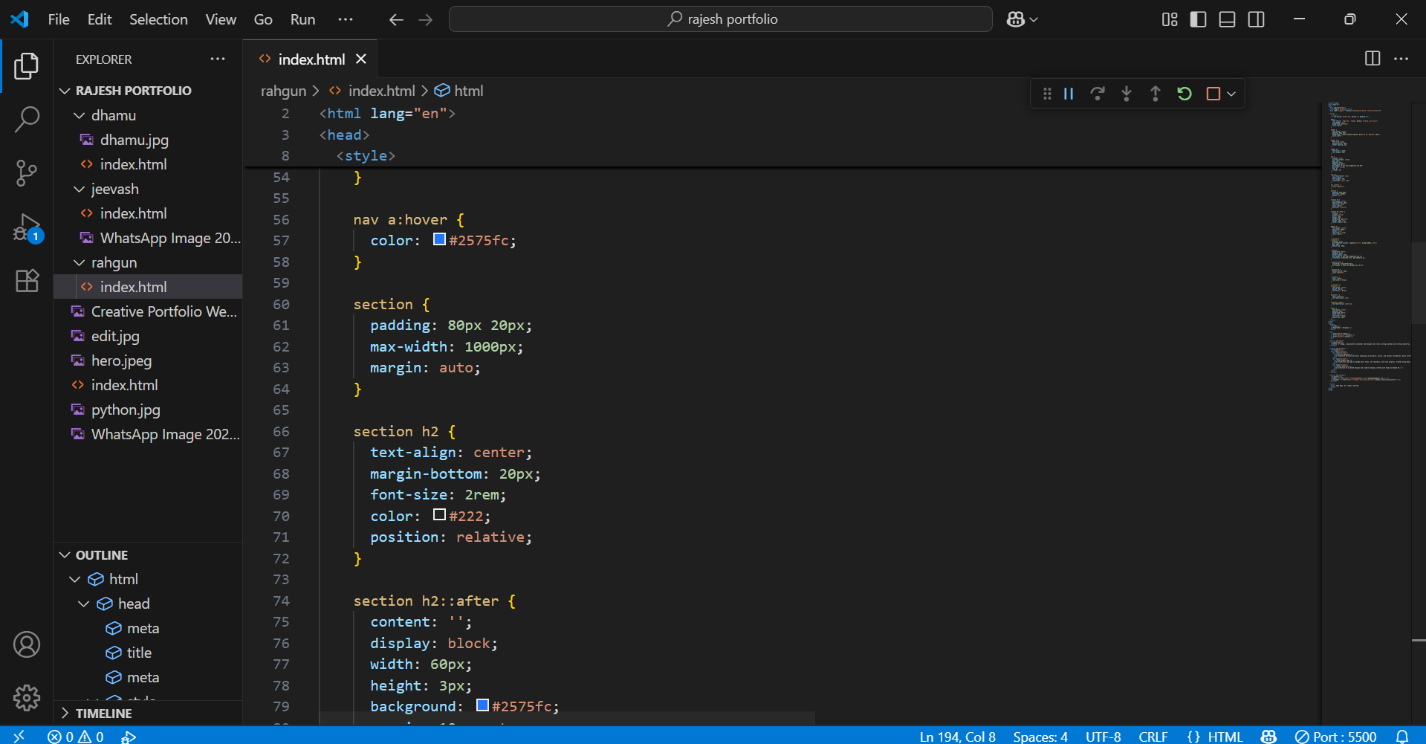 File Edit Selection View Go Run ··· rajesh portfolio
EXPLORER ···
RAJESH PORTFOLIO
dhamu
dhamu.jpg
index.html
jeevash
index.html
WhatsApp Image 20...
rahgun
index.html
Creative Portfolio We...
edit.jpg
hero.jpeg
index.html
python.jpg
WhatsApp Image 202...
OUTLINE
html
head
meta
title
meta
TIMELINE
1
index.html
rahgun > index.html > html
2 <html lang="en">
3 <head>
8 <style>
54 }
55
56 nav a:hover {
57 color: #2575fc;
58 }
59
60 section {
61 padding: 80px 20px;
62 max-width: 1000px;
63 margin: auto;
64 }
65
66 section h2 {
67 text-align: center;
68 margin-bottom: 20px;
69 font-size: 2rem;
70 color: #222;
71 position: relative;
72 }
73
74 section h2::after {
75 content: '';
76 display: block;
77 width: 60px;
78 height: 3px;
79 background: #2575fc;
0 0 Ln 194, Col 8 Spaces: 4 UTF-8 CRLF {} HTML Port : 5500